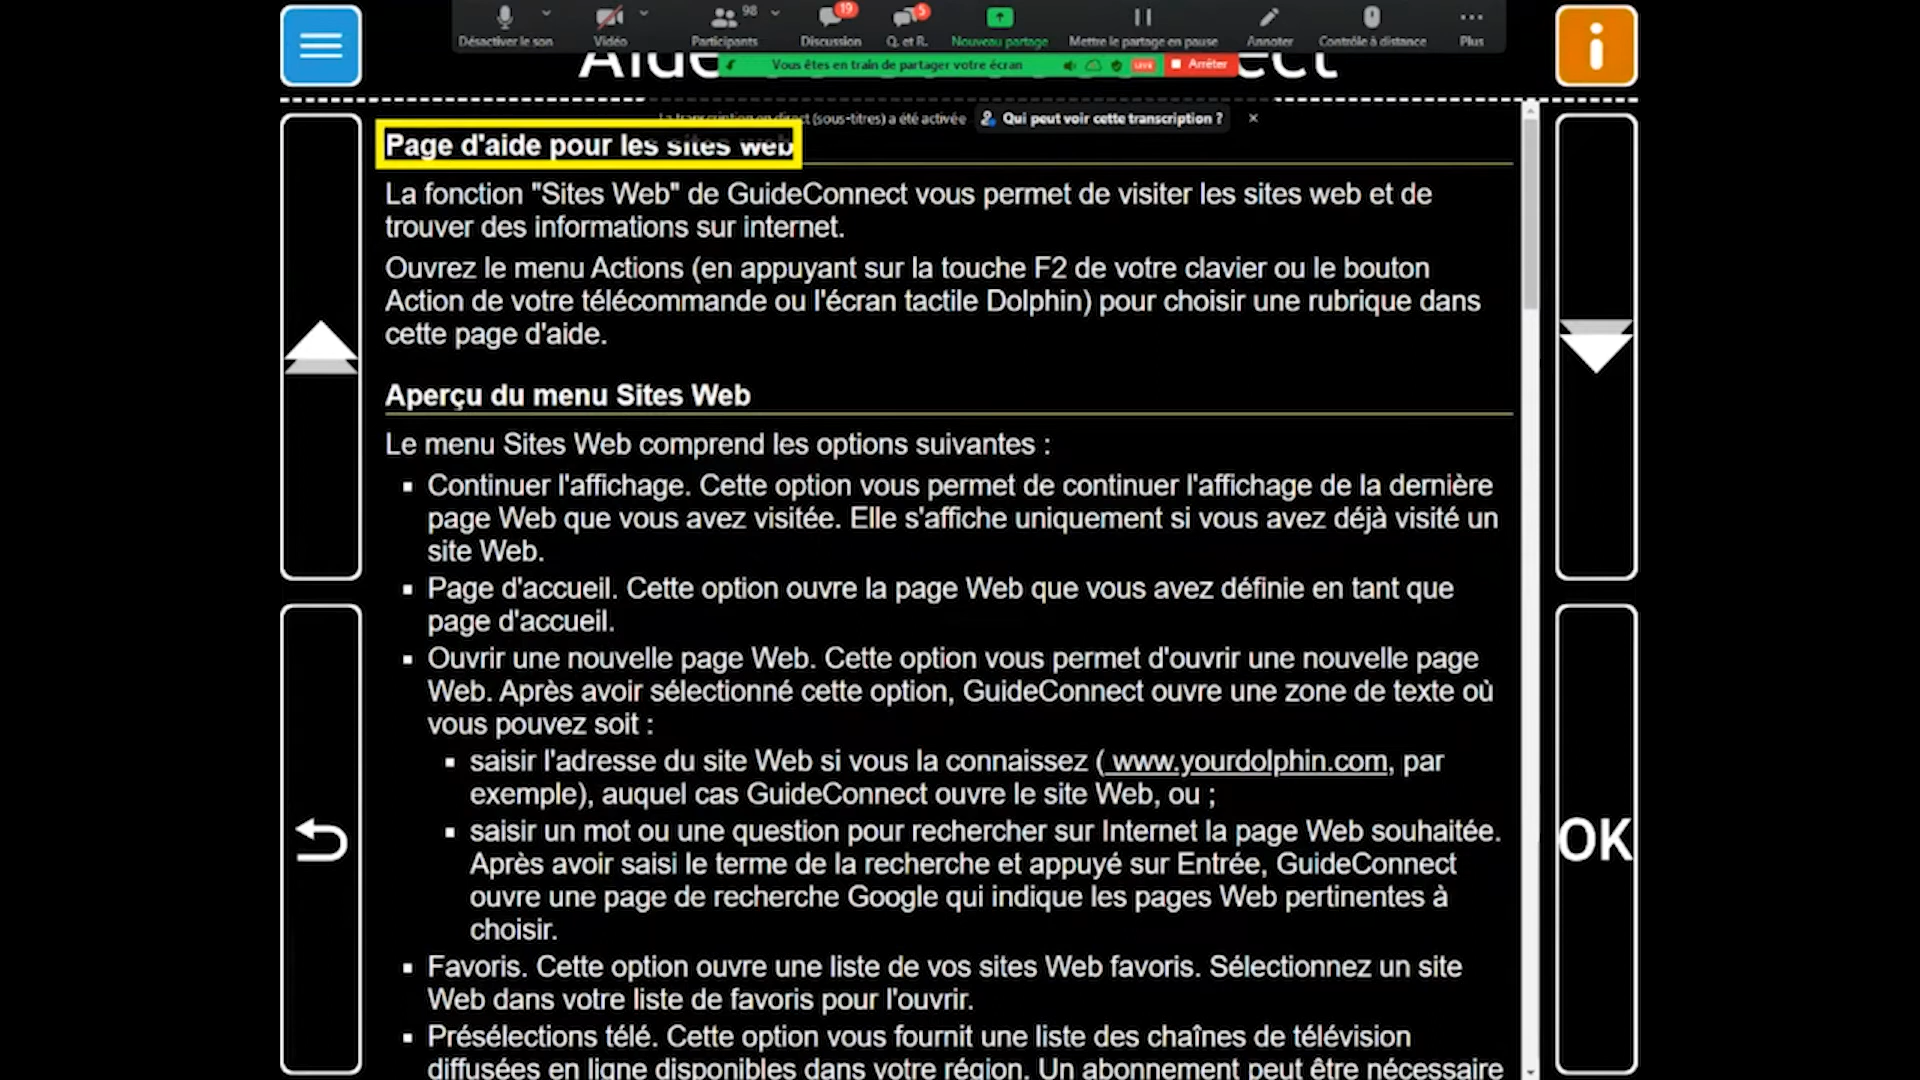 98
19
5
Désactiver le son
Vidéo
Participants
Discussion
Q. et R.
Nouveau partage
Mettre le partage en pause
Annoter
Contrôle à distance
Plus
Vous êtes en train de partager votre écran
LIVE
Arrêter
La transcription en direct (sous-titres) a été activée
Qui peut voir cette transcription ?
Page d'aide pour les sites web
La fonction "Sites Web" de GuideConnect vous permet de visiter les sites web et de
trouver des informations sur internet.
Ouvrez le menu Actions (en appuyant sur la touche F2 de votre clavier ou le bouton
Action de votre télécommande ou l'écran tactile Dolphin) pour choisir une rubrique dans
cette page d'aide.
Aperçu du menu Sites Web
Le menu Sites Web comprend les options suivantes :
Continuer l'affichage. Cette option vous permet de continuer l'affichage de la dernière
page Web que vous avez visitée. Elle s'affiche uniquement si vous avez déjà visité un
site Web.
Page d'accueil. Cette option ouvre la page Web que vous avez définie en tant que
page d'accueil.
Ouvrir une nouvelle page Web. Cette option vous permet d'ouvrir une nouvelle page
Web. Après avoir sélectionné cette option, GuideConnect ouvre une zone de texte où
vous pouvez soit :
saisir l'adresse du site Web si vous la connaissez ( www.yourdolphin.com, par
exemple), auquel cas GuideConnect ouvre le site Web, ou ;
saisir un mot ou une question pour rechercher sur Internet la page Web souhaitée.
Après avoir saisi le terme de la recherche et appuyé sur Entrée, GuideConnect
ouvre une page de recherche Google qui indique les pages Web pertinentes à
choisir.
Favoris. Cette option ouvre une liste de vos sites Web favoris. Sélectionnez un site
Web dans votre liste de favoris pour l'ouvrir.
Présélections télé. Cette option vous fournit une liste des chaînes de télévision
diffusées en ligne disponibles dans votre région. Un abonnement peut être nécessaire
OK